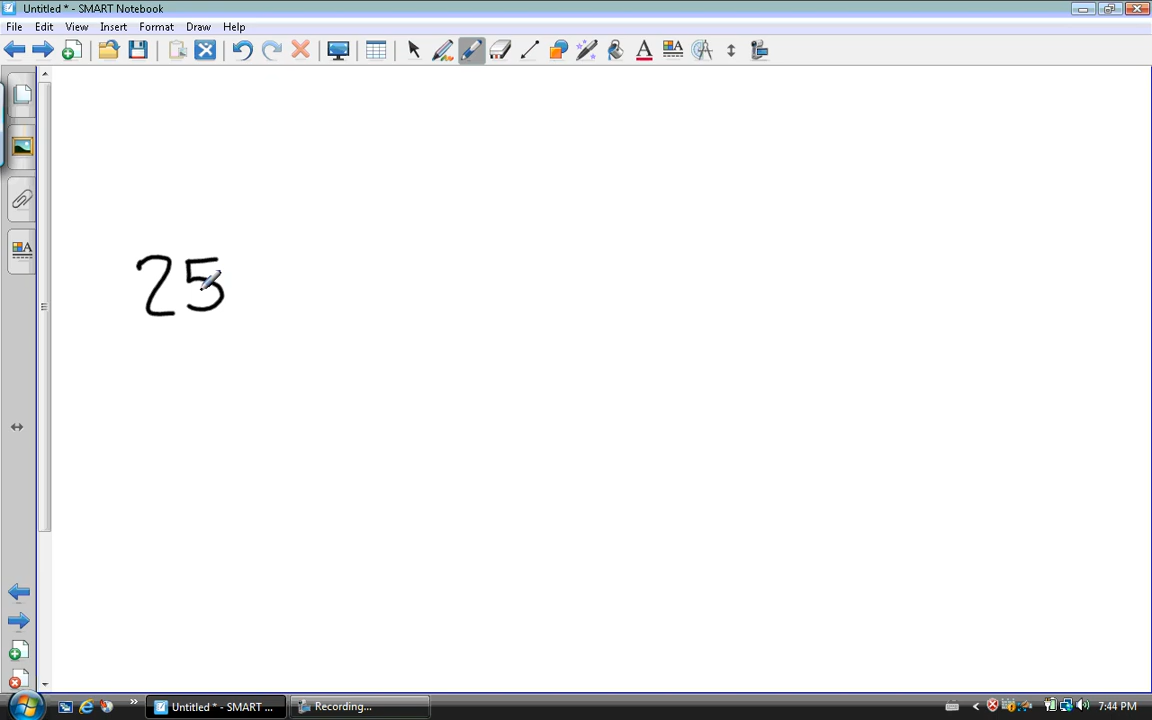 Untitled * - SMART Notebook
File Edit View Insert Format Draw Help
25
Untitled * - SMART ...
Recording...
7:44 PM